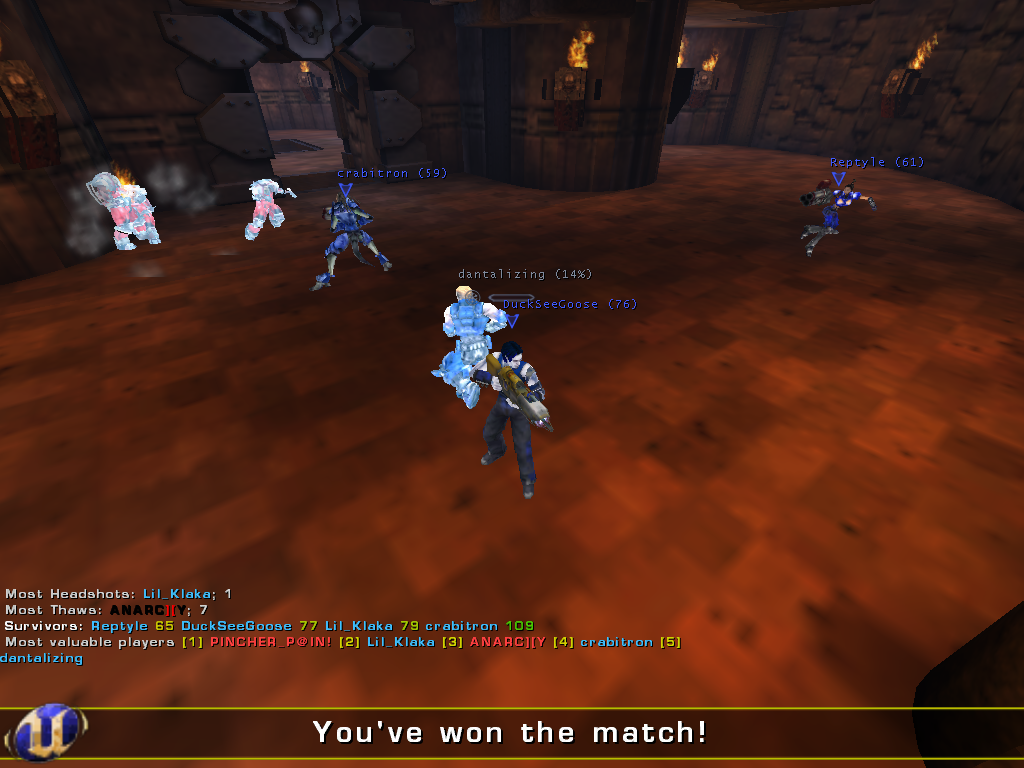 Reptyle (61)
crabitron (59)
dantalizing (14%)
DuckSeeGoose (76)
Most Headshots: Lil_Klaka; 1
Most Thaws: ANARC][Y; 7
Survivors: Reptyle 65 DuckSeeGoose 77 Lil_Klaka 79 crabitron 109
Most valuable players [1] PINCHER_P@IN! [2] Lil_Klaka [3] ANARC][Y [4] crabitron [5]
dantalizing
You've won the match!